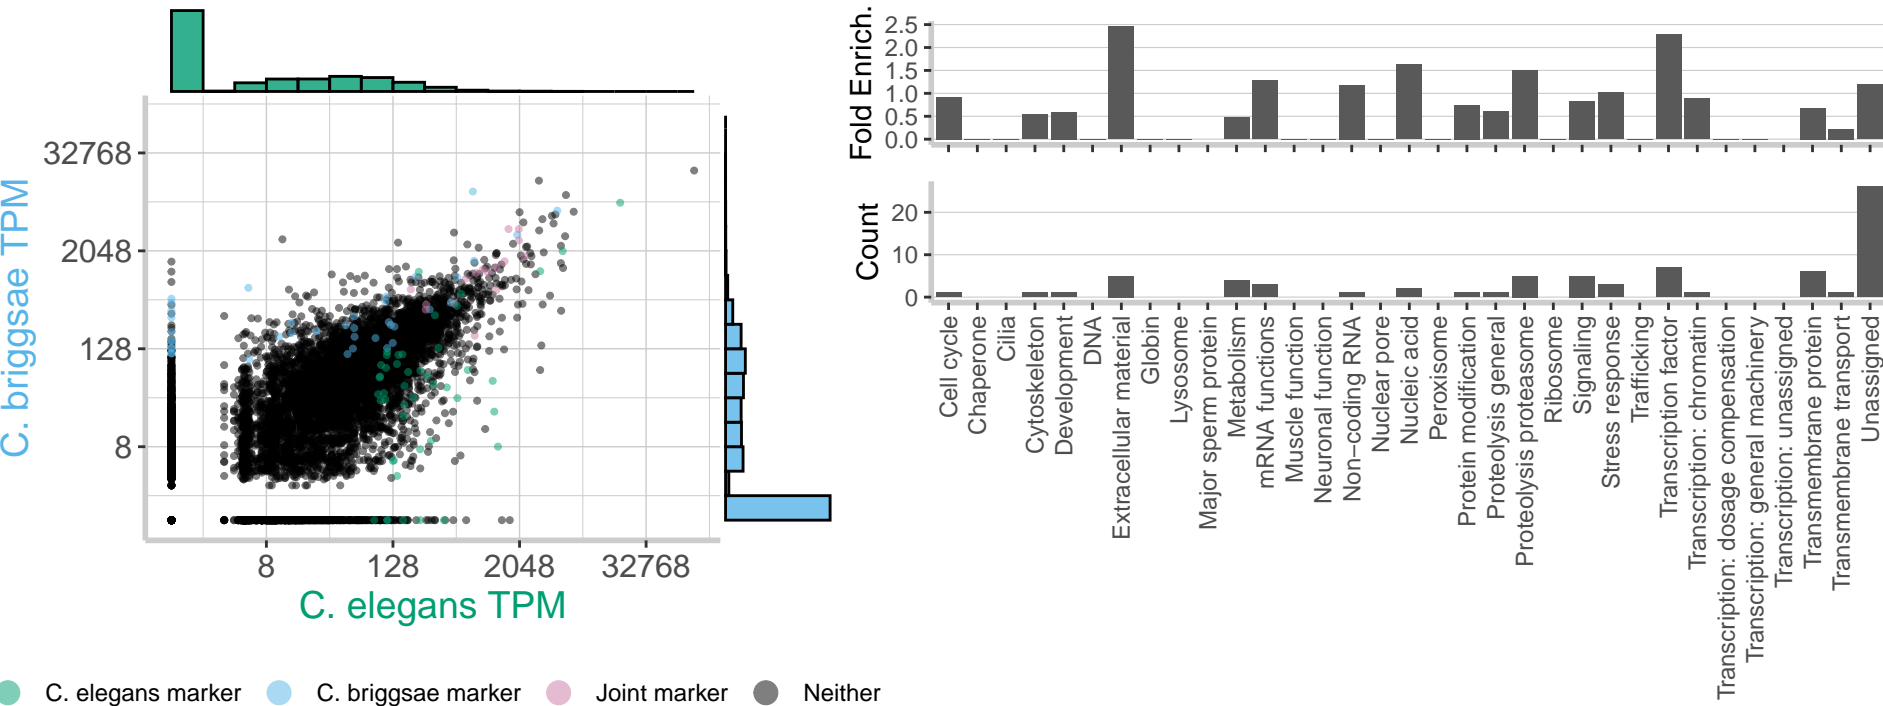 32768
2048
128
8
C. briggsae TPM
8 128 2048 32768
C. elegans TPM
C. elegans marker C. briggsae marker Joint marker Neither
Fold Enrich.
2.5
2.0
1.5
1.0
0.5
0.0
Count
20
10
0
Cell cycle
Chaperone
Cilia
Cytoskeleton
Development
DNA
Extracellular material
Globin
Lysosome
Major sperm protein
Metabolism
mRNA functions
Muscle function
Neuronal function
Non−coding RNA
Nuclear pore
Nucleic acid
Peroxisome
Protein modification
Proteolysis general
Proteolysis proteasome
Ribosome
Signaling
Stress response
Trafficking
Transcription factor
Transcription: chromatin
Transcription: dosage compensation
Transcription: general machinery
Transcription: unassigned
Transmembrane protein
Transmembrane transport
Unassigned